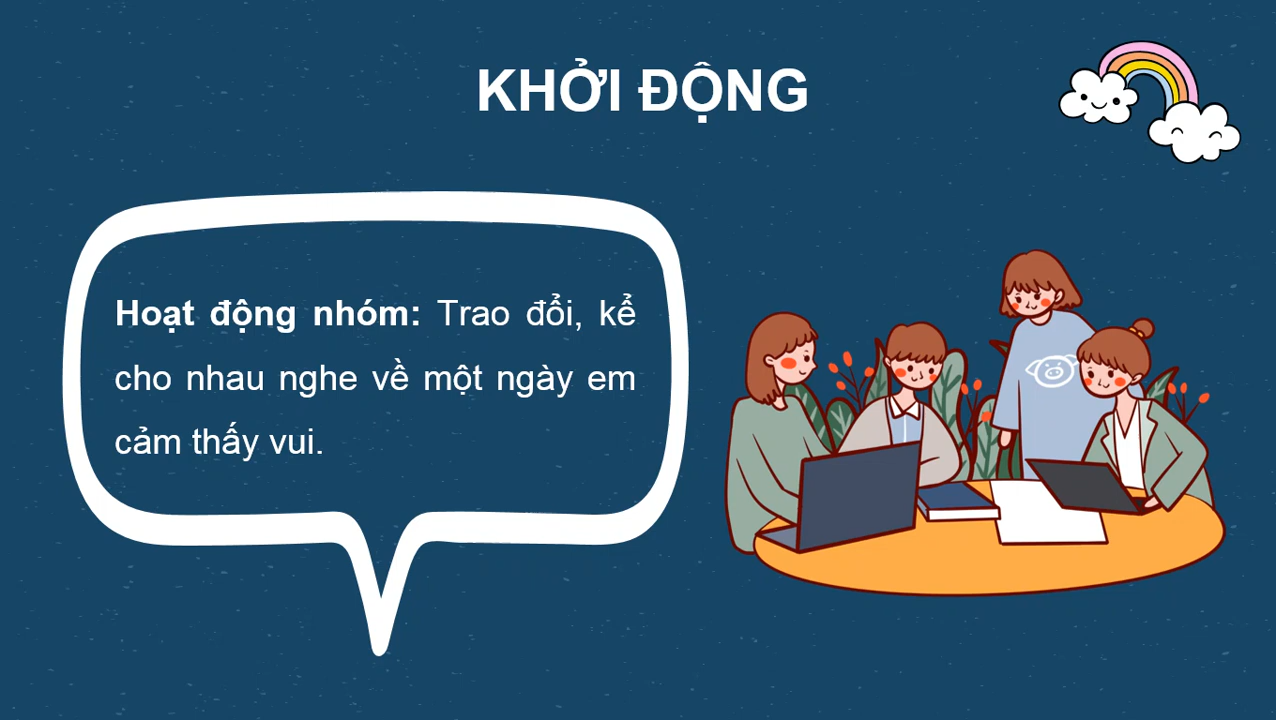 KHỞI ĐỘNG
Hoạt động nhóm: Trao đổi, kể
cho nhau nghe về một ngày em
cảm thấy vui.